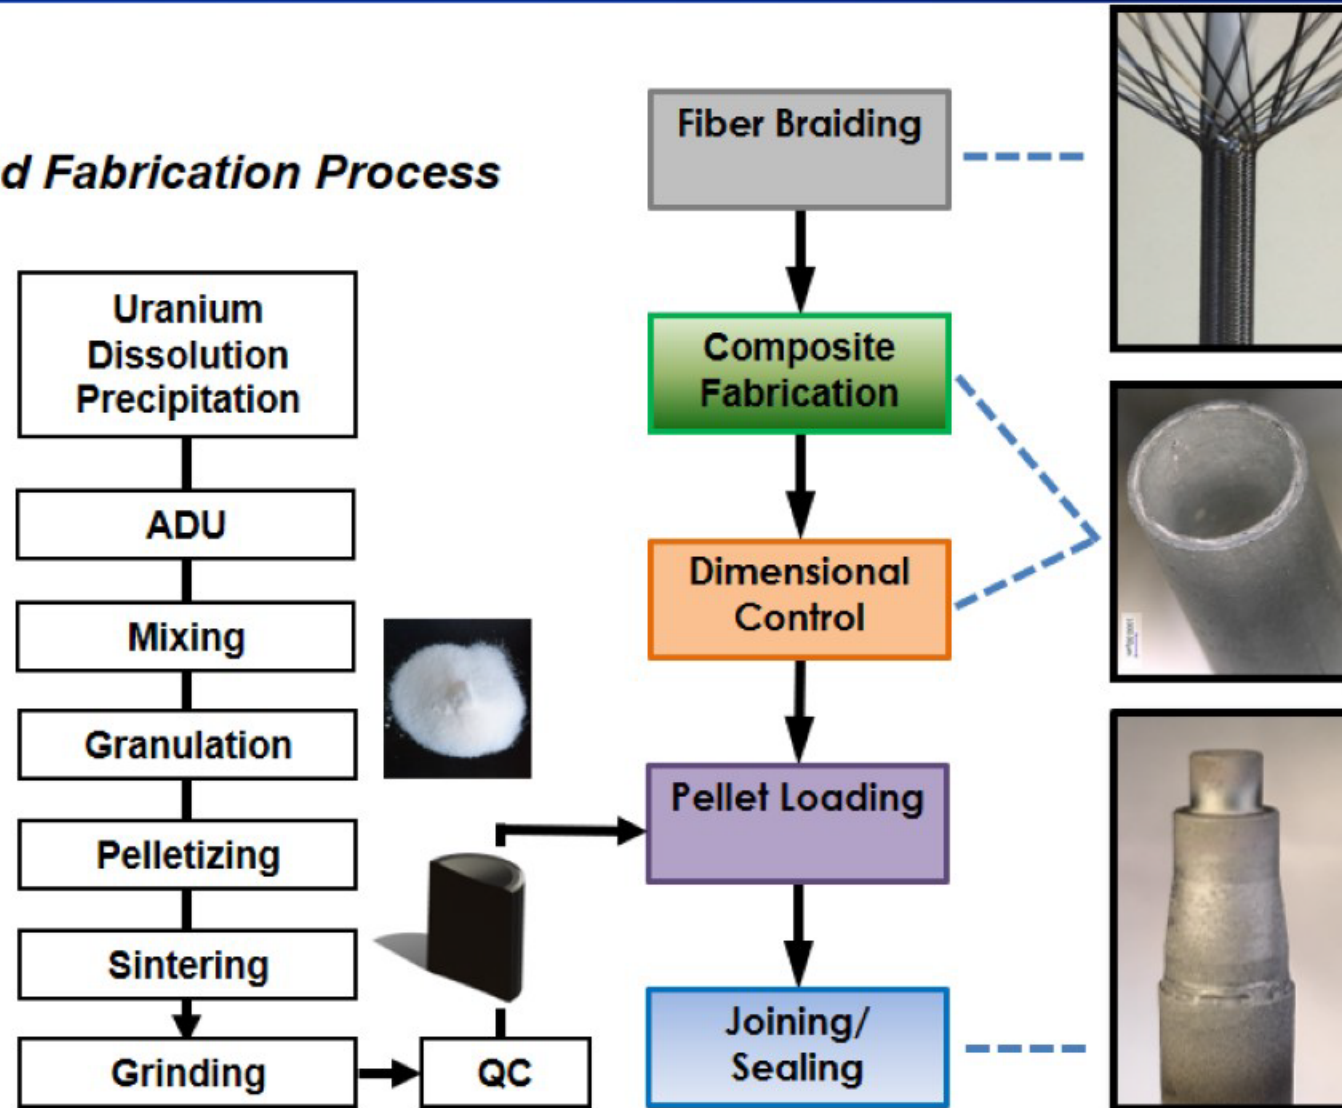 d Fabrication Process
Uranium
Dissolution
Precipitation
ADU
Mixing
Granulation
Pelletizing
Sintering
Grinding
QC
Fiber Braiding
Composite
Fabrication
Dimensional
Control
Pellet Loading
Joining/
Sealing